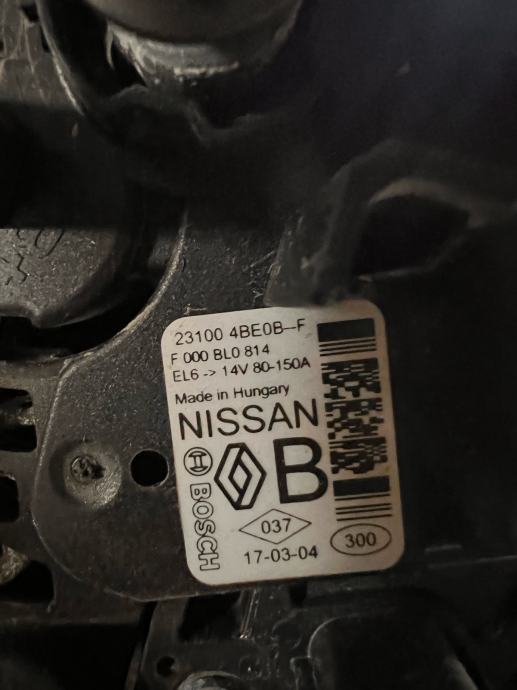 23100 4BE0B--F
F 000 BL0 814
EL6 -> 14V 80-150A
Made in Hungary
NISSAN
BOSCH
B
037
17-03-04
300